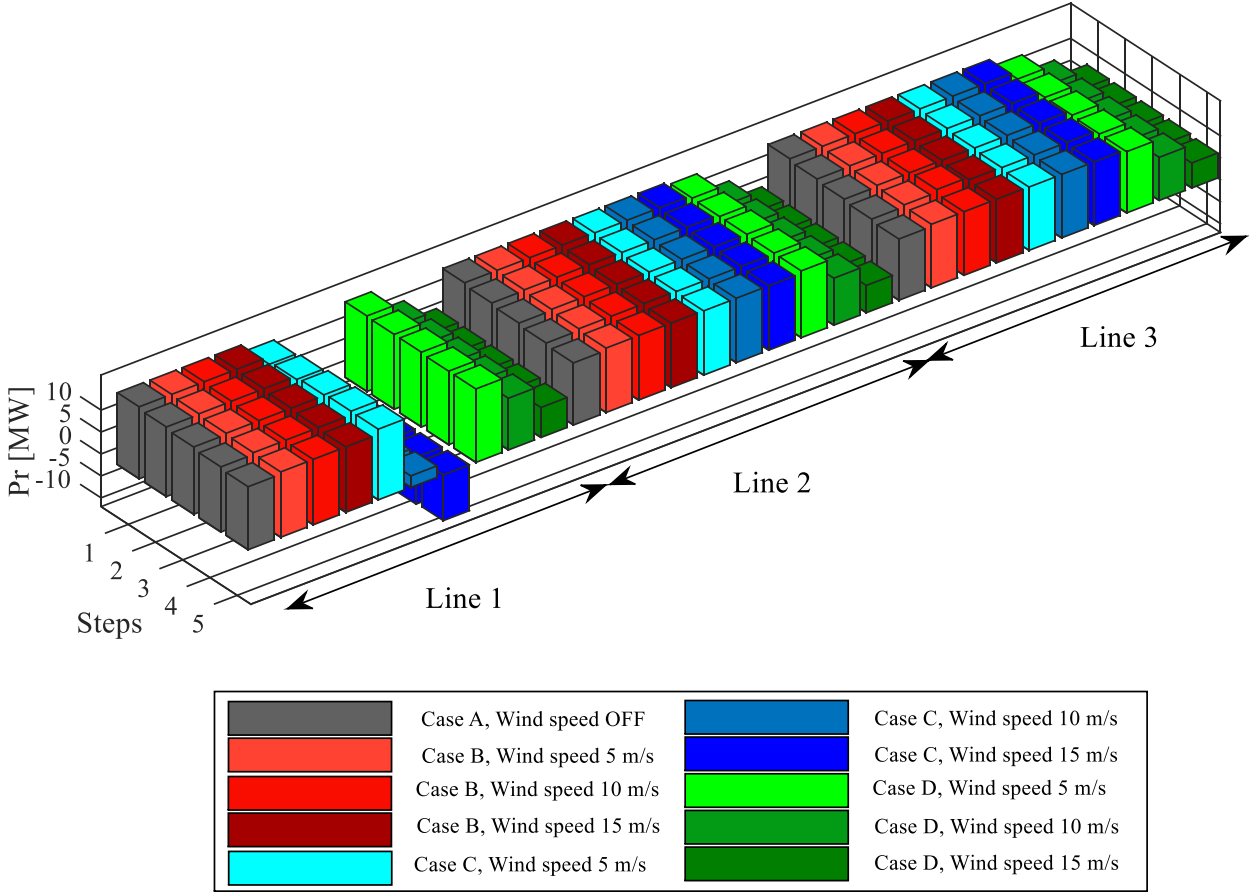 Pr [MW]
10
5
0
-5
-10
1
2
3
4
5
Steps
Line 1
Line 2
Line 3
Case A, Wind speed OFF
Case B, Wind speed 5 m/s
Case B, Wind speed 10 m/s
Case B, Wind speed 15 m/s
Case C, Wind speed 5 m/s
Case C, Wind speed 10 m/s
Case C, Wind speed 15 m/s
Case D, Wind speed 5 m/s
Case D, Wind speed 10 m/s
Case D, Wind speed 15 m/s